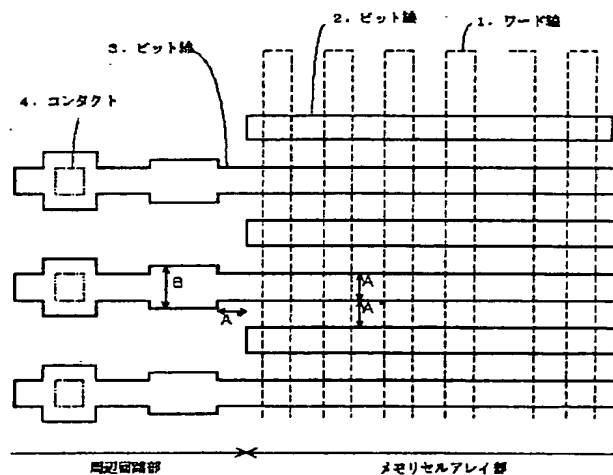 2. ビット線
1. ワード線
3. ビット線
4. コンタクト
B
A
A
A
周辺回路部
メモリセルアレイ部